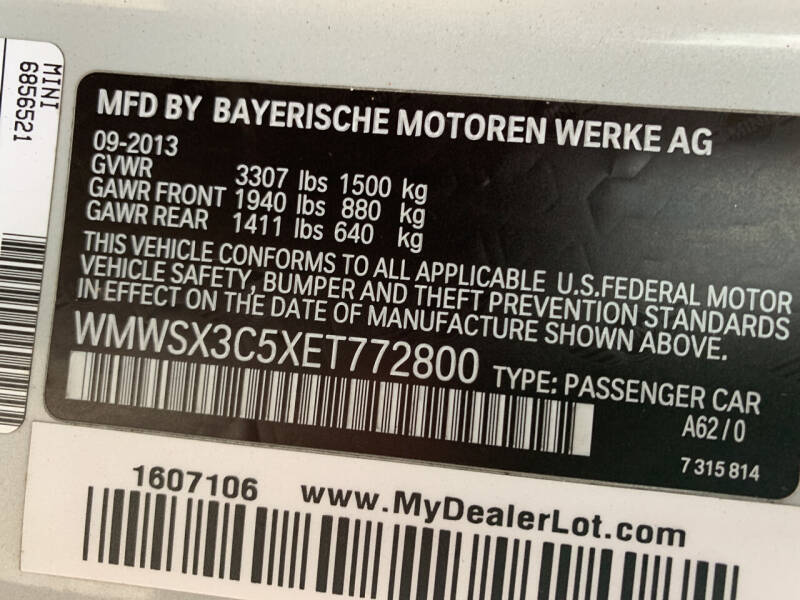 MINI
6856521
MFD BY BAYERISCHE MOTOREN WERKE AG
09-2013
GVWR 3307 lbs 1500 kg
GAWR FRONT 1940 lbs 880 kg
GAWR REAR 1411 lbs 640 kg
THIS VEHICLE CONFORMS TO ALL APPLICABLE U.S.FEDERAL MOTOR
VEHICLE SAFETY, BUMPER AND THEFT PREVENTION STANDARDS
IN EFFECT ON THE DATE OF MANUFACTURE SHOWN ABOVE.
WMWSX3C5XET772800 TYPE: PASSENGER CAR
A62/0
7 315 814
1607106 www.MyDealerLot.com